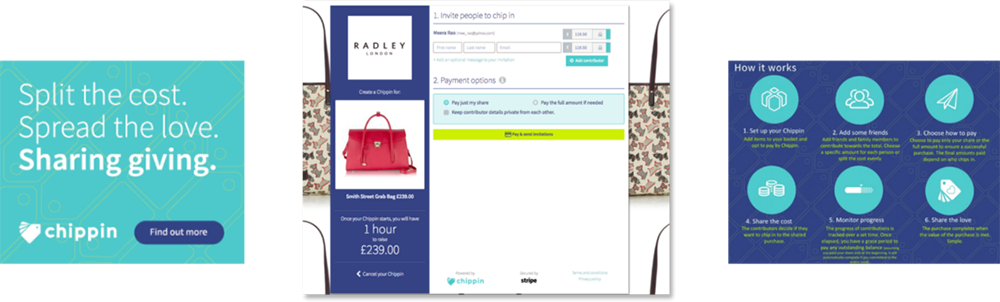 Split the cost.
Spread the love.
Sharing giving.
chippin
Find out more
RADLEY
LONDON
Create a Chippin for:
Smith Street Grab Bag £239.00
Once your Chippin starts, you will have
1 hour
to raise
£239.00
Cancel your Chippin
1. Invite people to chip in
Meera Rao
First name
Last name
Email
+ Add an optional message to your invitation
Add contributor
2. Payment options
Pay just my share
Pay the full amount if needed
Keep contributor details private from each other.
Pay & send invitations
Powered by
chippin
Secured by
stripe
Terms and conditions
Privacy policy
How it works
1. Set up your Chippin
Add items to your basket and
opt to pay by Chippin.
2. Add some friends
Add friends and family members to
contribute towards the total. Choose
a specific amount for each person or
split the cost evenly.
3. Choose how to pay
Choose to pay only your share or the
full amount to ensure a successful
purchase. The final amounts paid
depend on who chips in.
4. Share the cost
The contributors decide if they
want to chip in to the shared
purchase.
5. Monitor progress
The progress of contributions is
tracked over a set time. Once
elapsed, you have a grace period to
pay any outstanding balance
6. Share the love
The purchase completes when
the value of the purchase is met.
Simple.